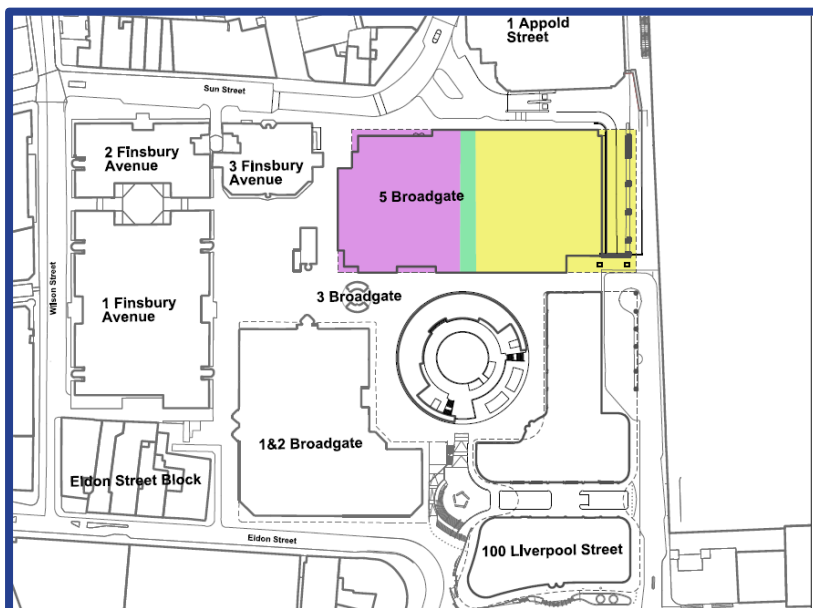 1 Appold
Street
Sun Street
2 Finsbury
Avenue
3 Finsbury
Avenue
5 Broadgate
Wilson Street
1 Finsbury
Avenue
3 Broadgate
1&2 Broadgate
Eldon Street Block
Eldon Street
100 Liverpool Street